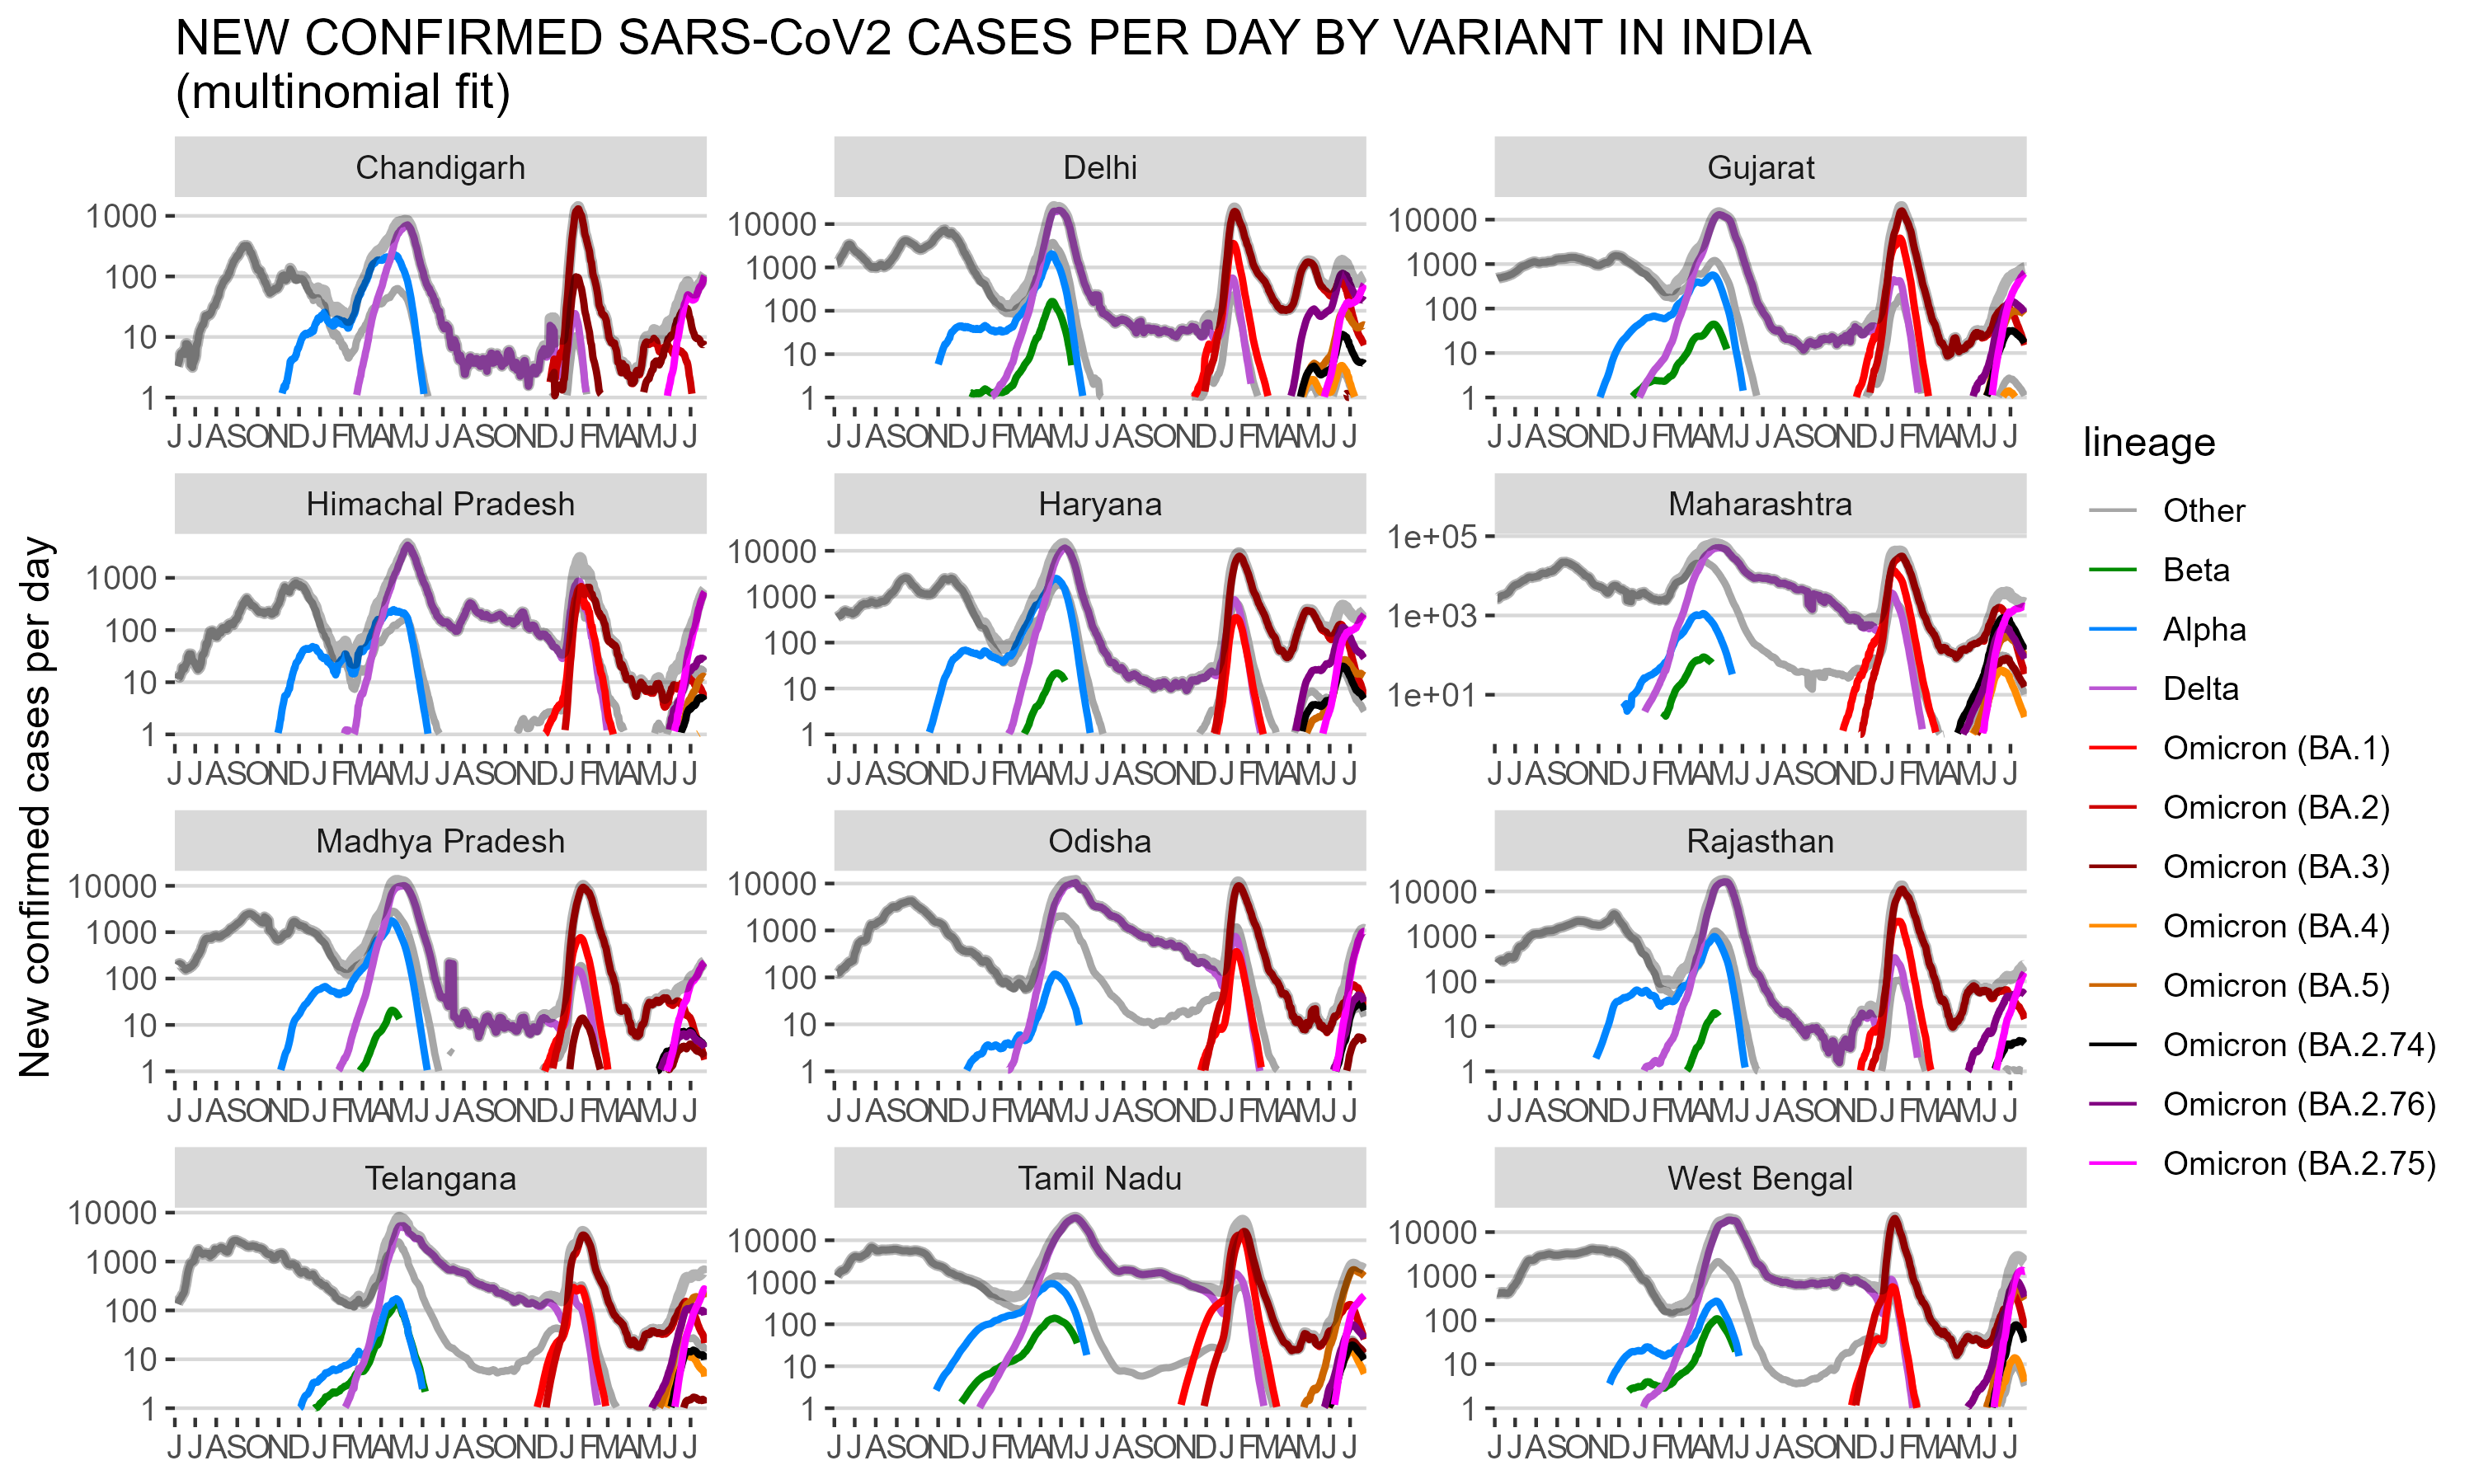 NEW CONFIRMED SARS-CoV2 CASES PER DAY BY VARIANT IN INDIA
(multinomial fit)
New confirmed cases per day
Chandigarh
1000
100
10
1
J J A S O N D J F M A M J J A S O N D J F M A M J J
Delhi
10000
1000
100
10
1
J J A S O N D J F M A M J J A S O N D J F M A M J J
Gujarat
10000
1000
100
10
1
J J A S O N D J F M A M J J A S O N D J F M A M J J
Himachal Pradesh
1000
100
10
1
J J A S O N D J F M A M J J A S O N D J F M A M J J
Haryana
10000
1000
100
10
1
J J A S O N D J F M A M J J A S O N D J F M A M J J
Maharashtra
1e+05
1e+03
1e+01
J J A S O N D J F M A M J J A S O N D J F M A M J J
Madhya Pradesh
10000
1000
100
10
1
J J A S O N D J F M A M J J A S O N D J F M A M J J
Odisha
10000
1000
100
10
1
J J A S O N D J F M A M J J A S O N D J F M A M J J
Rajasthan
10000
1000
100
10
1
J J A S O N D J F M A M J J A S O N D J F M A M J J
Telangana
10000
1000
100
10
1
J J A S O N D J F M A M J J A S O N D J F M A M J J
Tamil Nadu
10000
1000
100
10
1
J J A S O N D J F M A M J J A S O N D J F M A M J J
West Bengal
10000
1000
100
10
1
J J A S O N D J F M A M J J A S O N D J F M A M J J
lineage
Other
Beta
Alpha
Delta
Omicron (BA.1)
Omicron (BA.2)
Omicron (BA.3)
Omicron (BA.4)
Omicron (BA.5)
Omicron (BA.2.74)
Omicron (BA.2.76)
Omicron (BA.2.75)